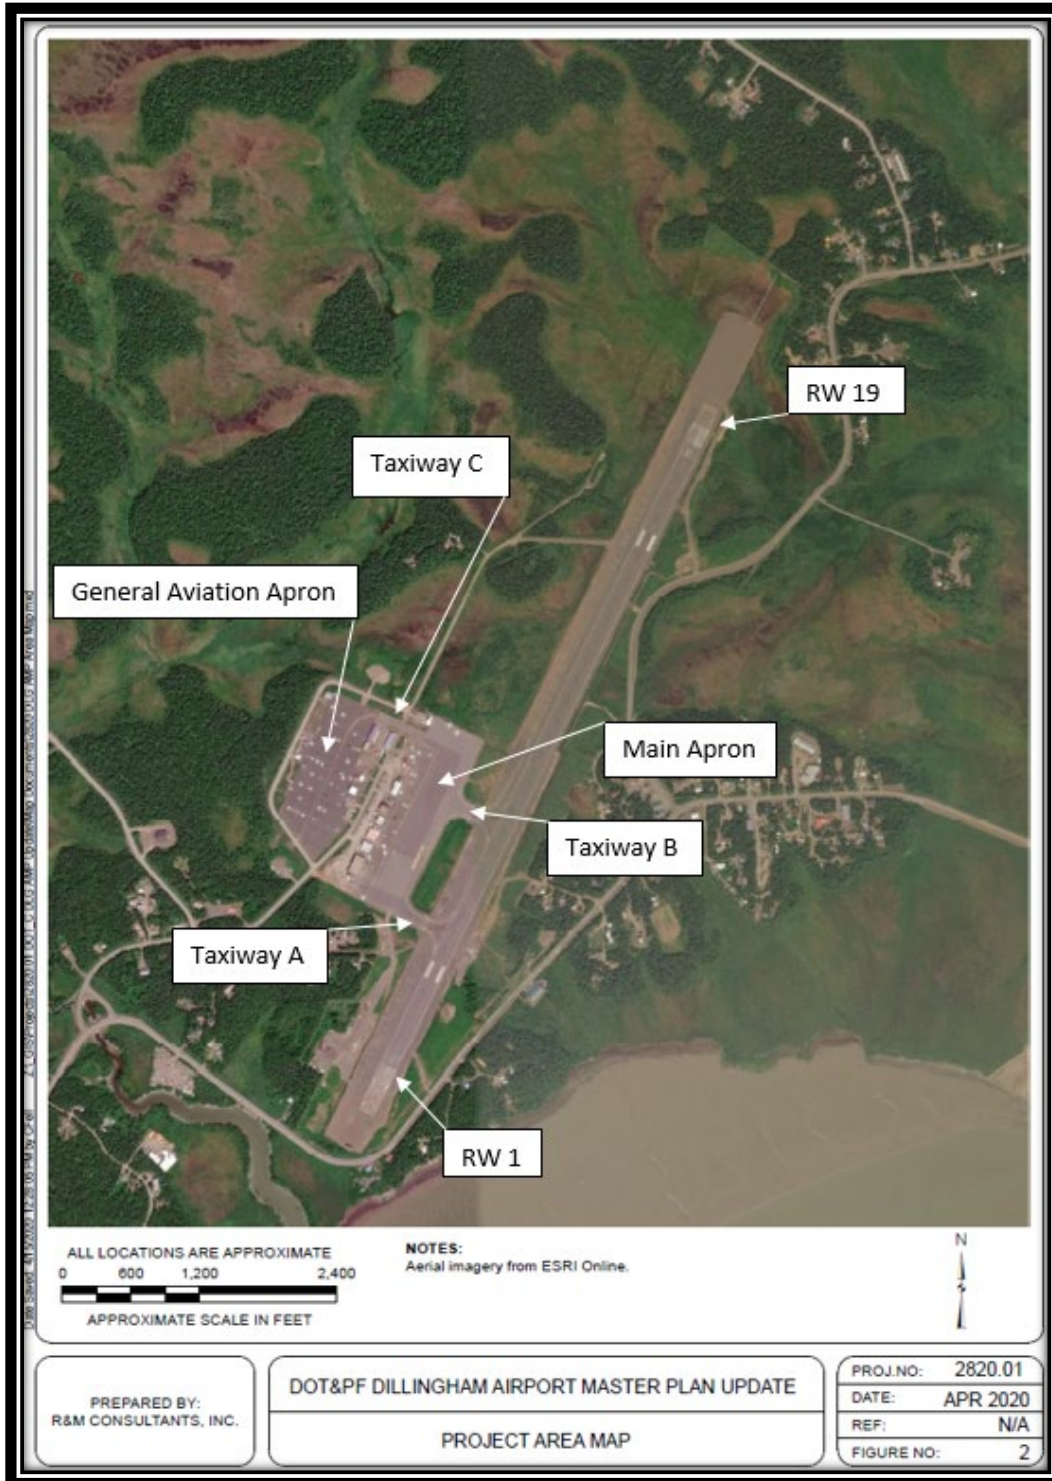 RW 19
Taxiway C
General Aviation Apron
Main Apron
Taxiway B
Taxiway A
RW 1
ALL LOCATIONS ARE APPROXIMATE
0 600 1,200 2,400
APPROXIMATE SCALE IN FEET
NOTES:
Aerial imagery from ESRI Online.
N
PREPARED BY:
R&M CONSULTANTS, INC.
DOT&PF DILLINGHAM AIRPORT MASTER PLAN UPDATE
PROJECT AREA MAP
PROJ.NO: 2820.01
DATE: APR 2020
REF: N/A
FIGURE NO: 2